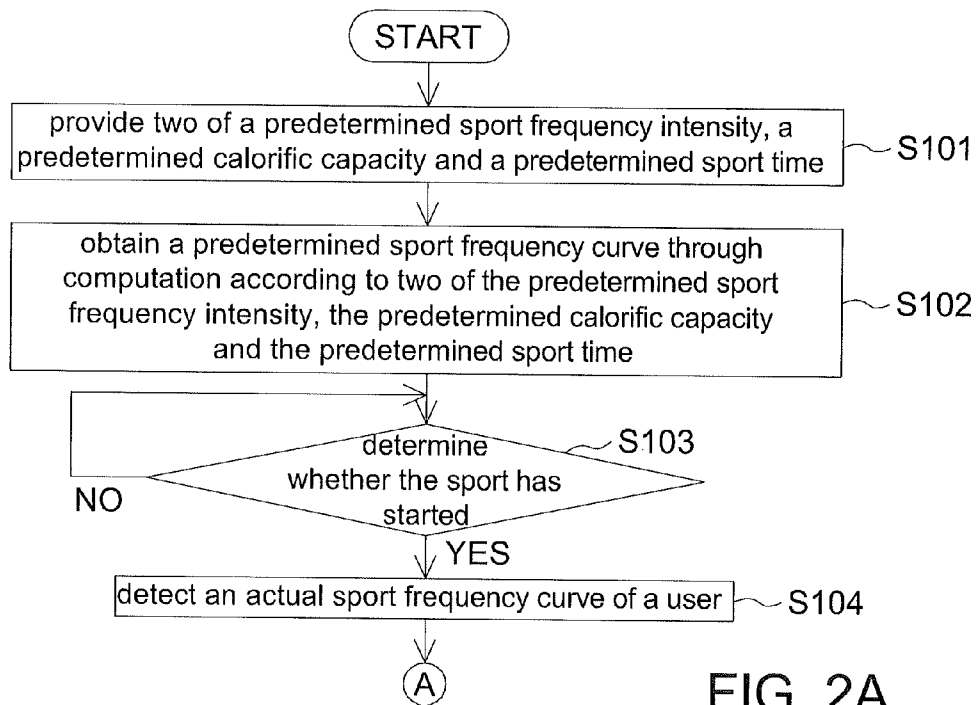 START
provide two of a predetermined sport frequency intensity, a
predetermined calorific capacity and a predetermined sport time
S101
obtain a predetermined sport frequency curve through
computation according to two of the predetermined sport
frequency intensity, the predetermined calorific capacity
and the predetermined sport time
S102
determine
whether the sport has
started
S103
NO
YES
detect an actual sport frequency curve of a user
S104
A
FIG. 2A